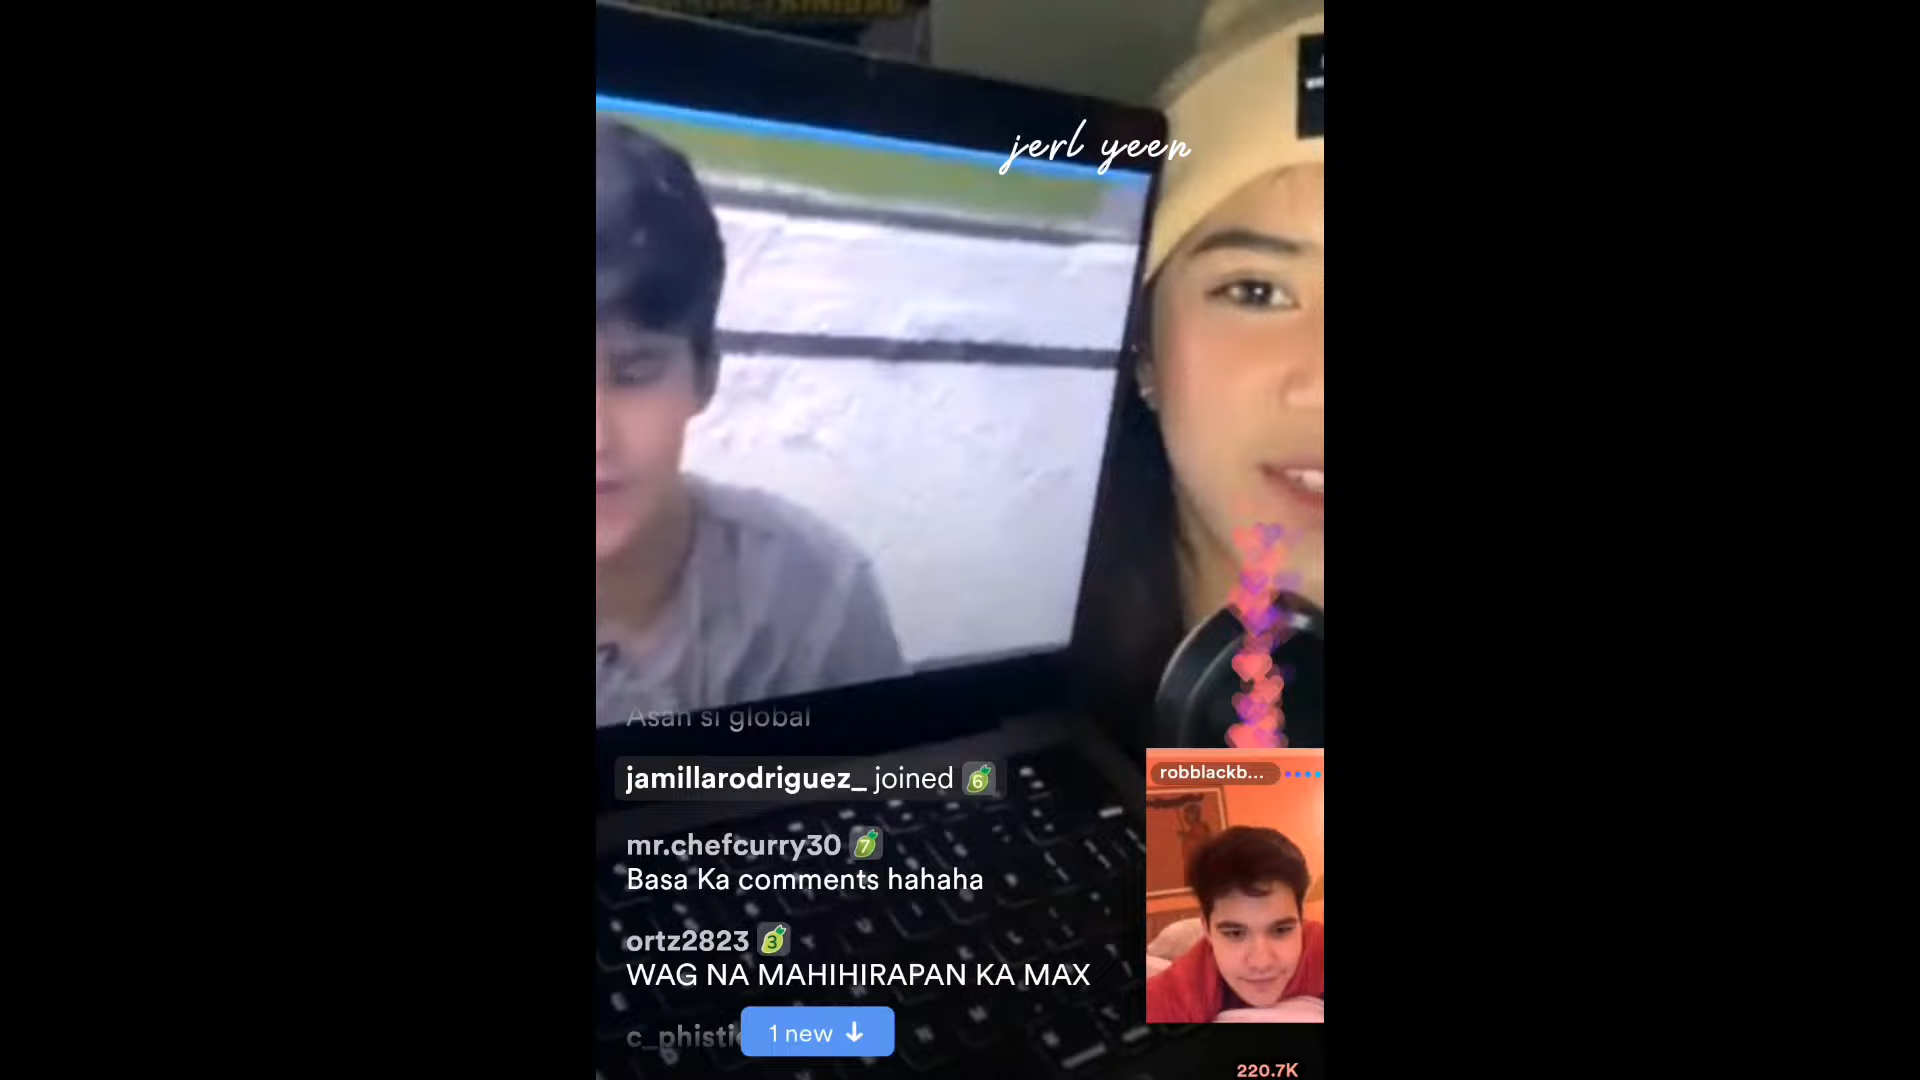 jerl yeen
Asan si global
jamillarodriguez_ joined 6
mr.chefcurry30 7
Basa Ka comments hahaha
ortz2823 3
WAG NA MAHIHIRAPAN KA MAX
1 new ↓
robblackb...
220.7K